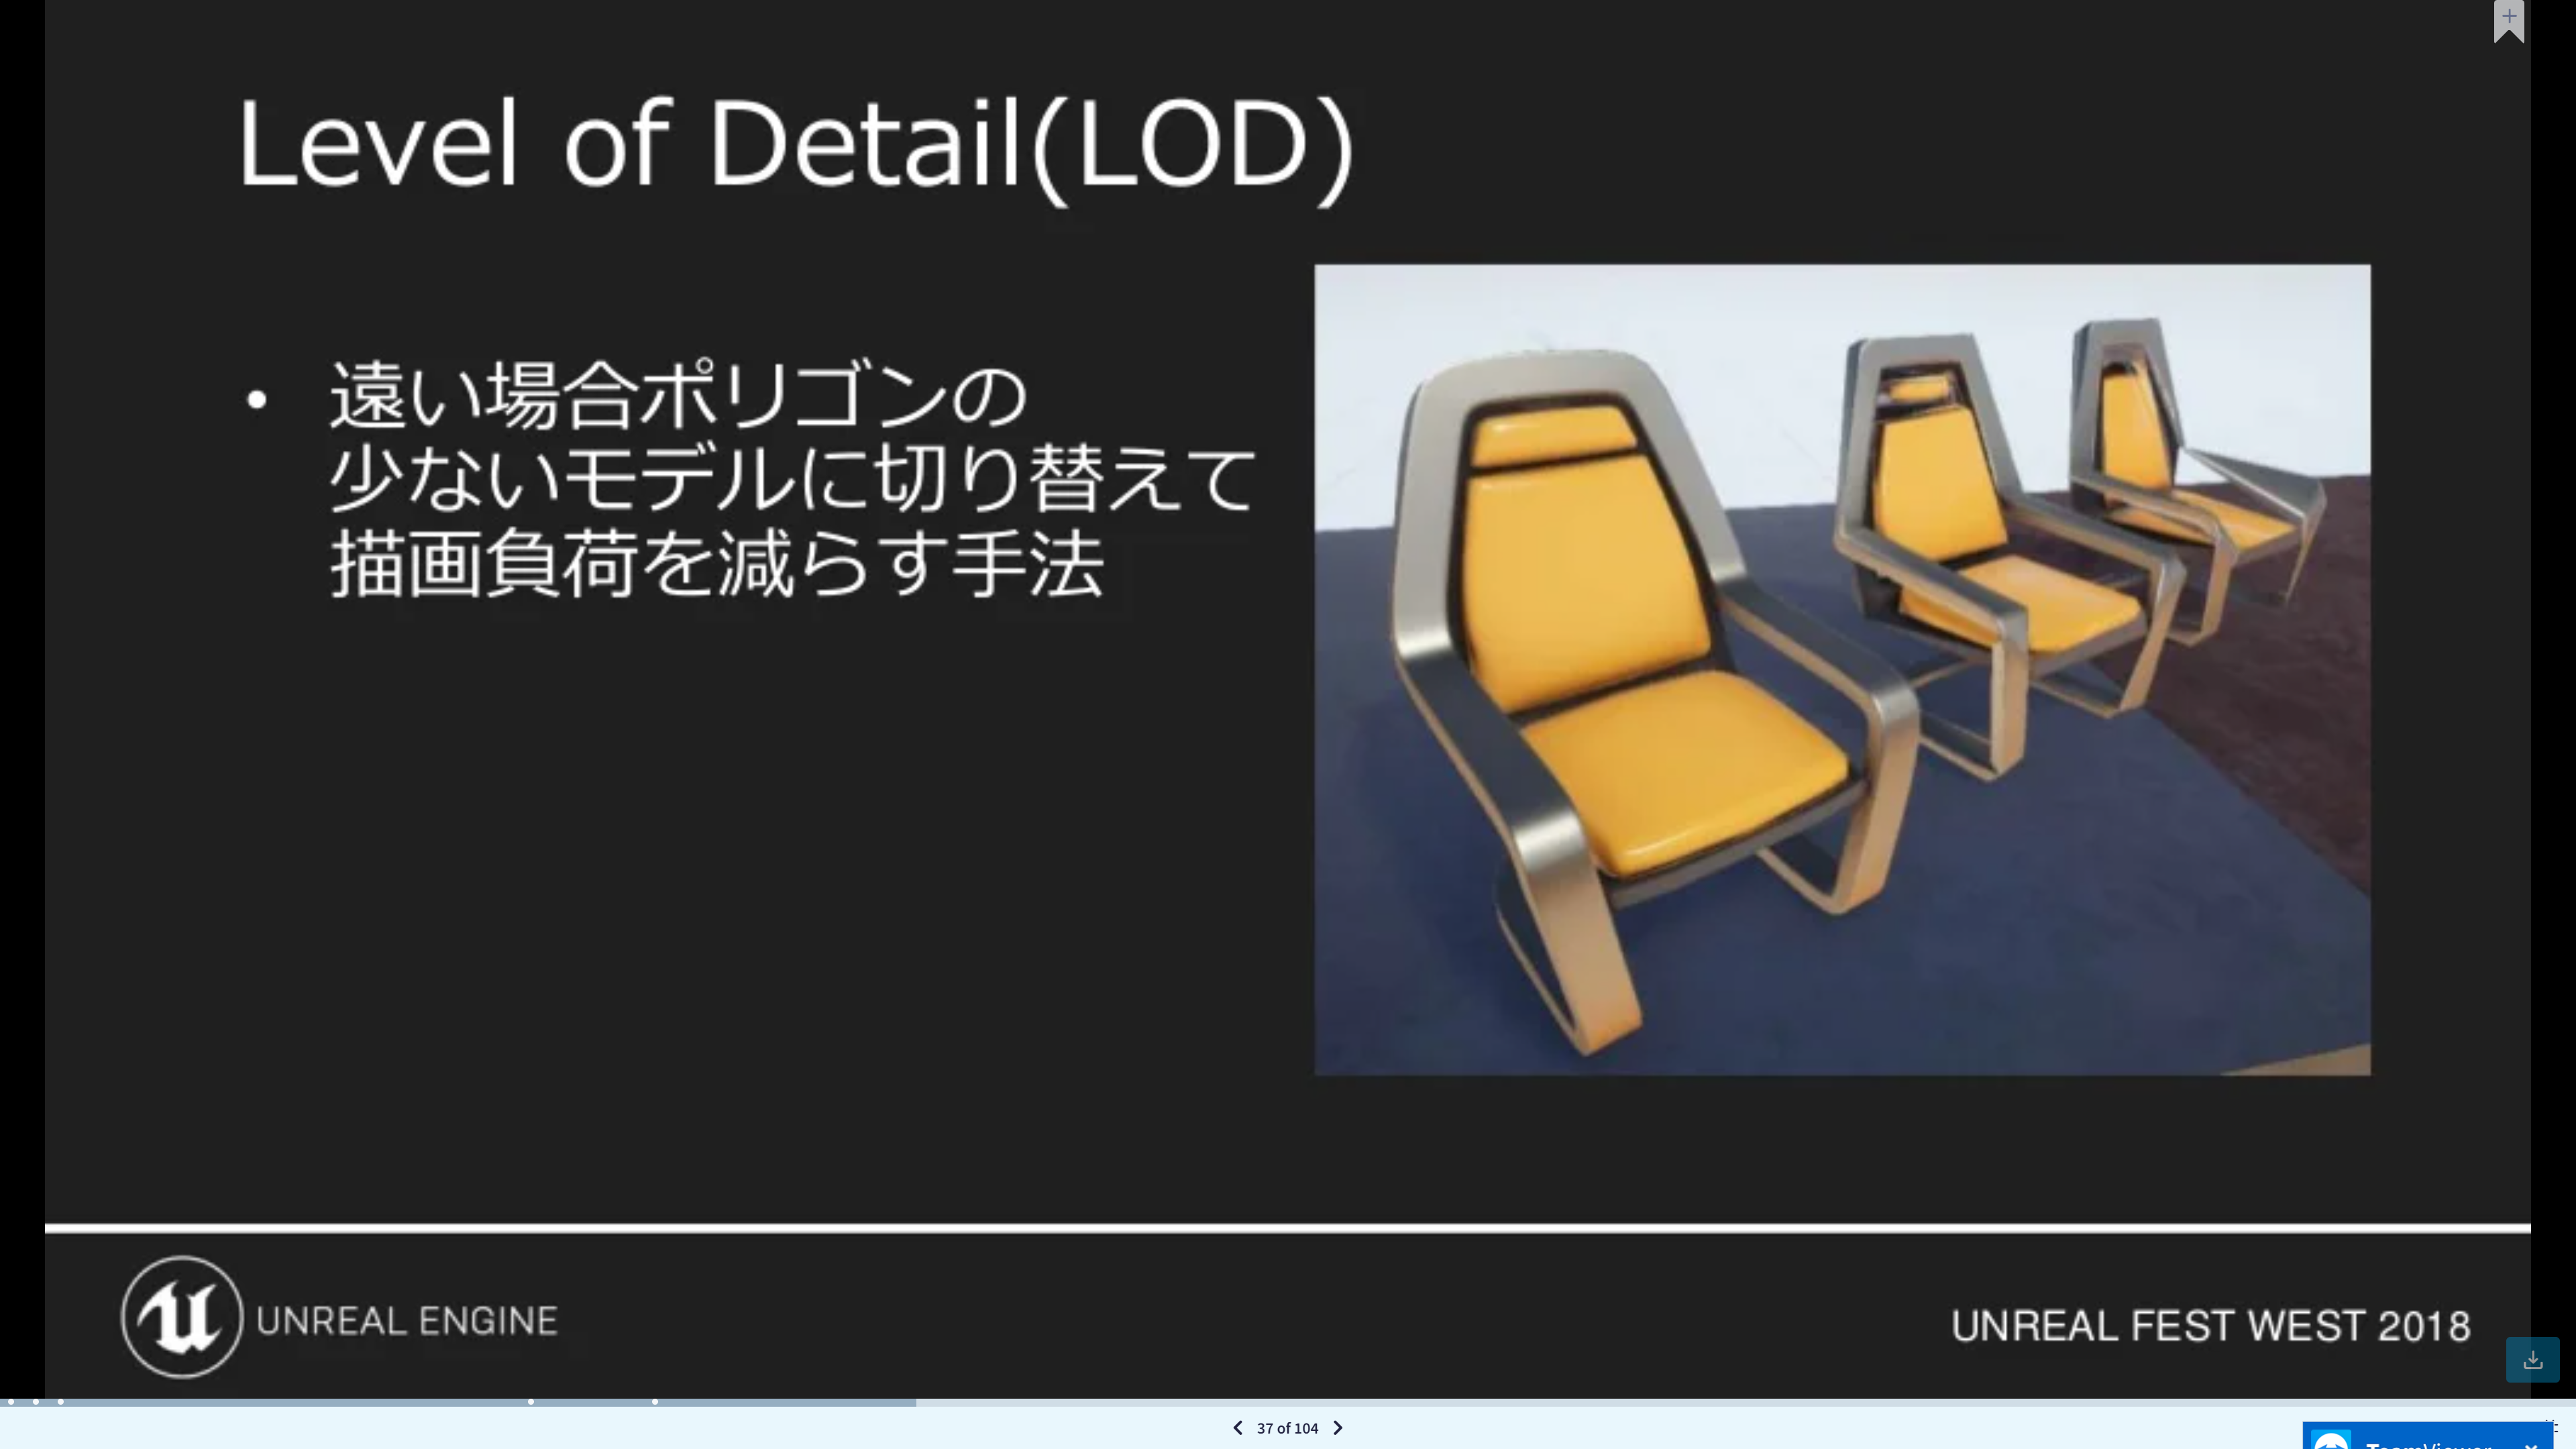 Level of Detail(LOD)
• 遠い場合ポリゴンの
少ないモデルに切り替えて
描画負荷を減らす手法
UNREAL ENGINE
UNREAL FEST WEST 2018
37 of 104
TeamViewer